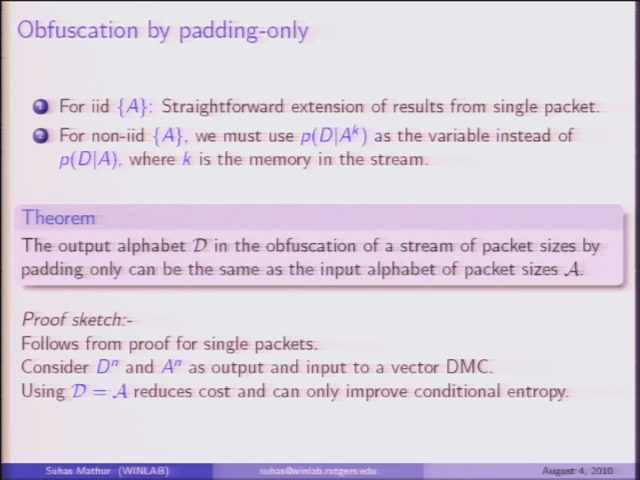 Obfuscation by padding-only
1 For iid {A}: Straightforward extension of results from single packet.
2 For non-iid {A}, we must use p(D|A^k) as the variable instead of
p(D|A), where k is the memory in the stream.
Theorem
The output alphabet 𝒟 in the obfuscation of a stream of packet sizes by
padding only can be the same as the input alphabet of packet sizes 𝒜.
Proof sketch:-
Follows from proof for single packets.
Consider D^n and A^n as output and input to a vector DMC.
Using 𝒟 = 𝒜 reduces cost and can only improve conditional entropy.
Suhas Mathur (WINLAB) suhas@winlab.rutgers.edu August 4, 2010